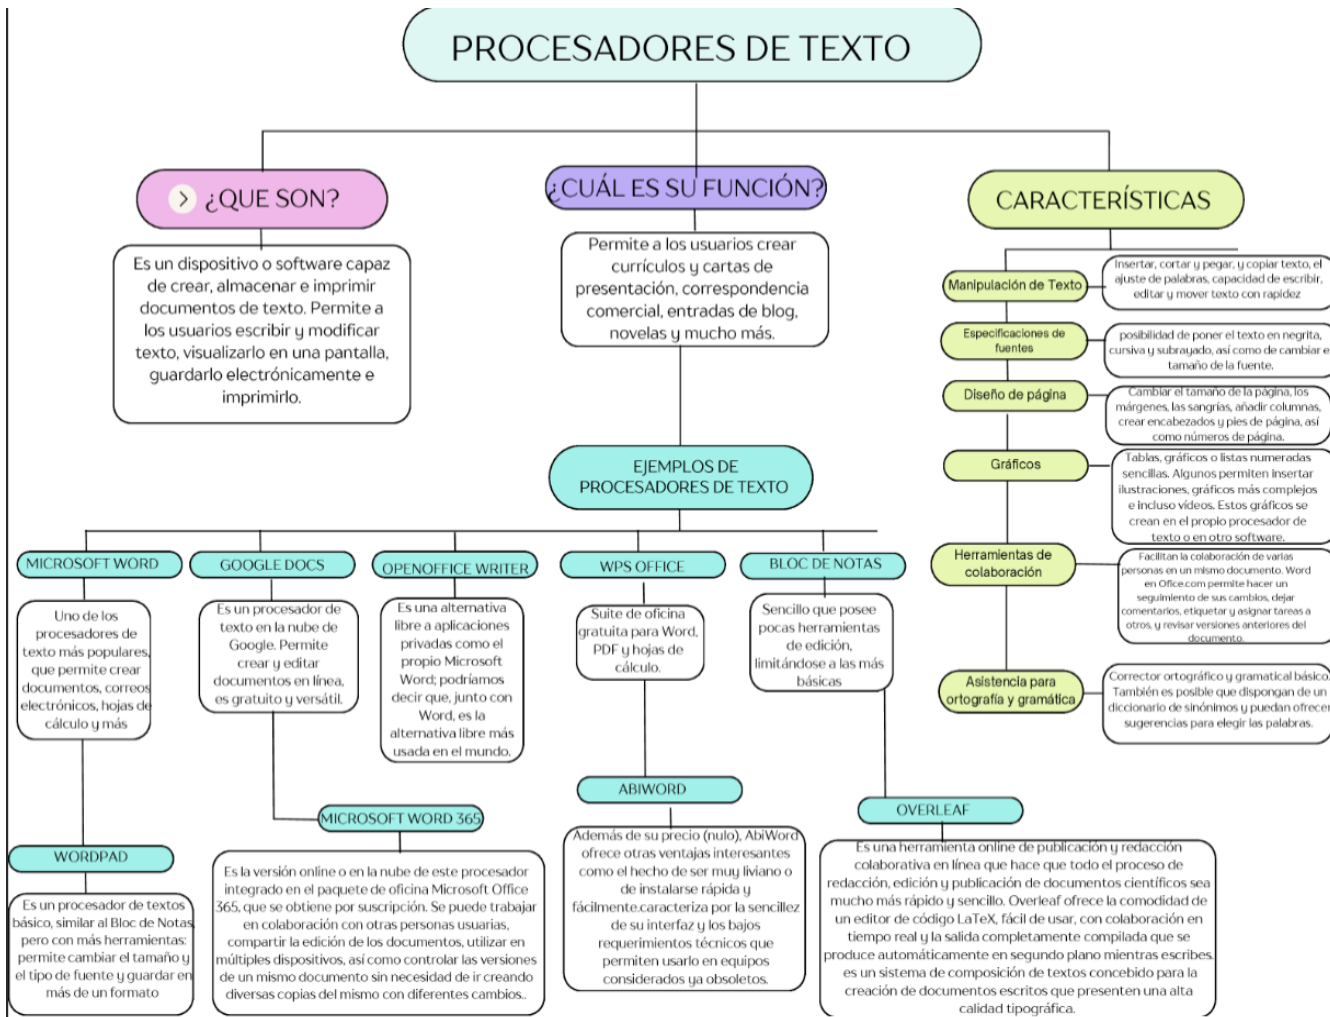 PROCESADORES DE TEXTO
¿QUE SON?
Es un dispositivo o software capaz
de crear, almacenar e imprimir
documentos de texto. Permite a
los usuarios escribir y modificar
texto, visualizarlo en una pantalla,
guardarlo electrónicamente e
imprimirlo.
¿CUÁL ES SU FUNCIÓN?
Permite a los usuarios crear
currículos y cartas de
presentación, correspondencia
comercial, entradas de blog,
novelas y mucho más.
CARACTERÍSTICAS
Manipulación de Texto
Insertar, cortar y pegar, y copiar texto, el
ajuste de palabras, capacidad de escribir,
editar y mover texto con rapidez
Especificaciones de
fuentes
posibilidad de poner el texto en negrita,
cursiva y subrayado, así como de cambiar e
tamaño de la fuente.
Diseño de página
Cambiar el tamaño de la página, los
márgenes, las sangrías, añadir columnas,
crear encabezados y pies de página, así
como números de página.
Gráficos
Tablas, gráficos o listas numeradas
sencillas. Algunos permiten insertar
ilustraciones, gráficos más complejos
e incluso vídeos. Estos gráficos se
crean en el propio procesador de
texto o en otro software.
Herramientas de
colaboración
Facilitan la colaboración de varias
personas en un mismo documento. Word
en Office.com permite hacer un
seguimiento de sus cambios, dejar
comentarios, etiquetar y asignar tareas a
otros, y revisar versiones anteriores del
documento.
Asistencia para
ortografía y gramática
Corrector ortográfico y gramatical básico.
También es posible que dispongan de un
diccionario de sinónimos y puedan ofrecer
sugerencias para elegir las palabras.
EJEMPLOS DE
PROCESADORES DE TEXTO
MICROSOFT WORD
Uno de los
procesadores de
texto más populares,
que permite crear
documentos, correos
electrónicos, hojas de
cálculo y más
GOOGLE DOCS
Es un procesador de
texto en la nube de
Google. Permite
crear y editar
documentos en línea,
es gratuito y versátil.
OPENOFFICE WRITER
Es una alternativa
libre a aplicaciones
privadas como el
propio Microsoft
Word; podríamos
decir que, junto con
Word, es la
alternativa libre más
usada en el mundo.
WPS OFFICE
Suite de oficina
gratuita para Word,
PDF y hojas de
cálculo.
BLOC DE NOTAS
Sencillo que posee
pocas herramientas
de edición,
limitándose a las más
básicas
WORDPAD
Es un procesador de textos
básico, similar al Bloc de Notas,
pero con más herramientas:
permite cambiar el tamaño y
el tipo de fuente y guardar en
más de un formato
MICROSOFT WORD 365
Es la versión online o en la nube de este procesador
integrado en el paquete de oficina Microsoft Office
365, que se obtiene por suscripción. Se puede trabajar
en colaboración con otras personas usuarias,
compartir la edición de los documentos, utilizar en
múltiples dispositivos, así como controlar las versiones
de un mismo documento sin necesidad de ir creando
diversas copias del mismo con diferentes cambios..
ABIWORD
Además de su precio (nulo), AbiWord
ofrece otras ventajas interesantes
como el hecho de ser muy liviano o
de instalarse rápida y
fácilmente.caracteriza por la sencillez
de su interfaz y los bajos
requerimientos técnicos que
permiten usarlo en equipos
considerados ya obsoletos.
OVERLEAF
Es una herramienta online de publicación y redacción
colaborativa en línea que hace que todo el proceso de
redacción, edición y publicación de documentos científicos sea
mucho más rápido y sencillo. Overleaf ofrece la comodidad de
un editor de código LaTeX, fácil de usar, con colaboración en
tiempo real y la salida completamente compilada que se
produce automáticamente en segundo plano mientras escribes.
es un sistema de composición de textos concebido para la
creación de documentos escritos que presenten una alta
calidad tipográfica.